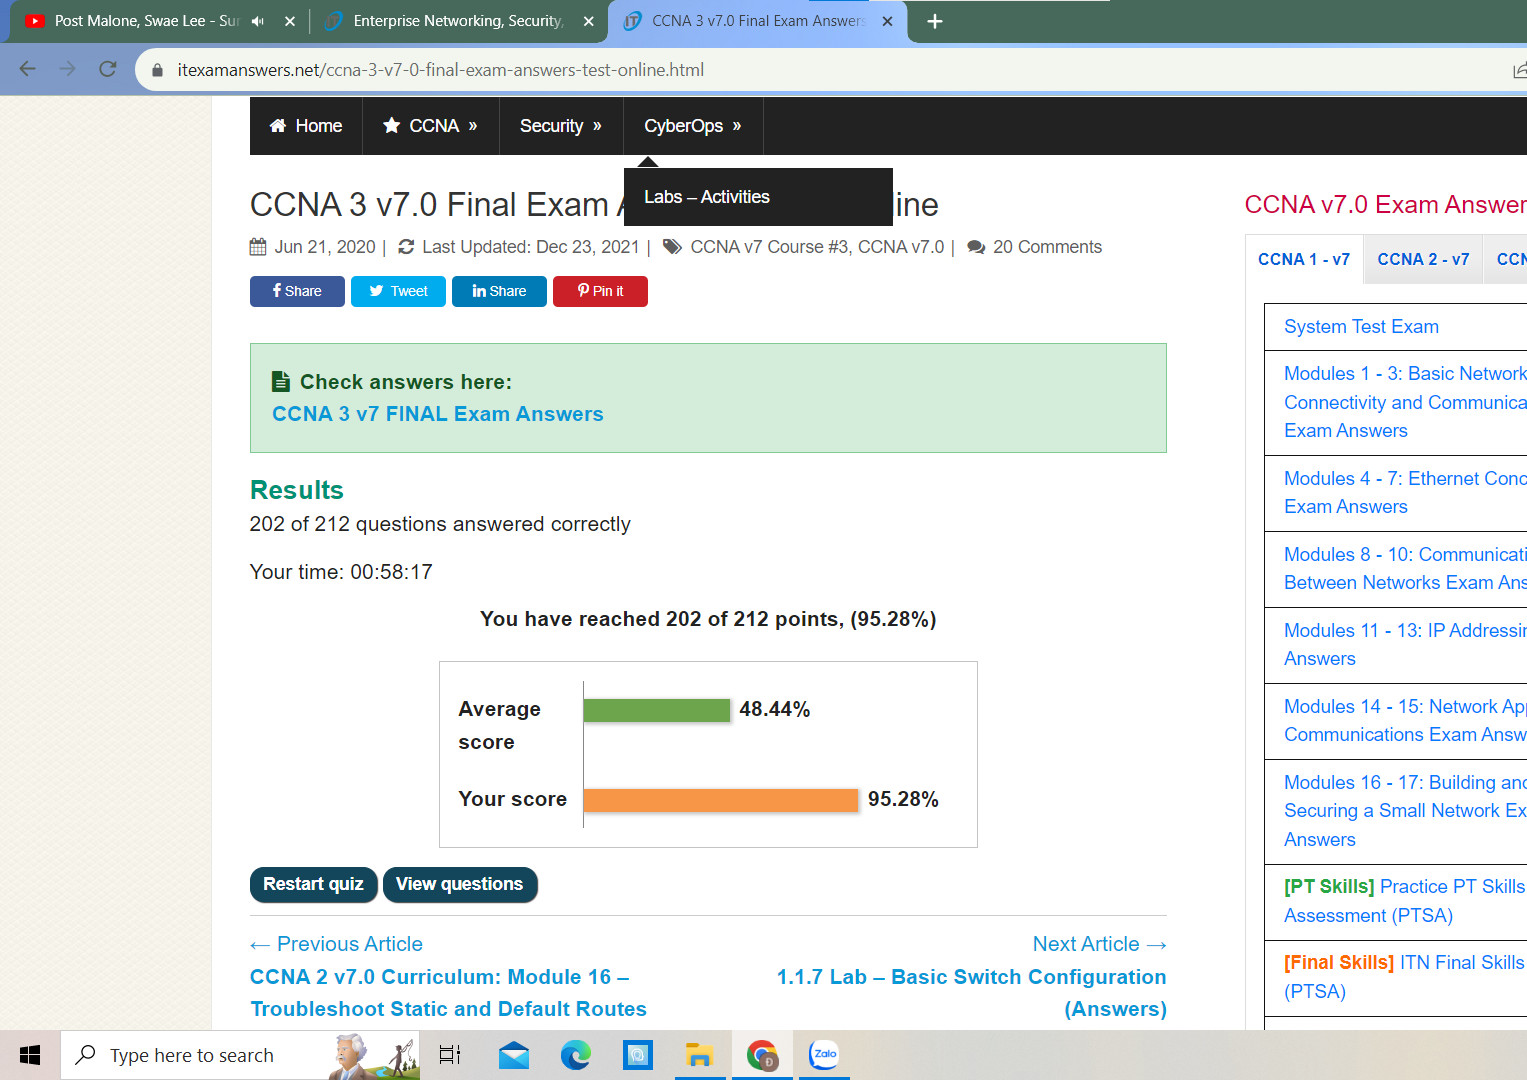 Post Malone, Swae Lee - Sun
Enterprise Networking, Security,
CCNA 3 v7.0 Final Exam Answers
itexamanswers.net/ccna-3-v7-0-final-exam-answers-test-online.html
Home
CCNA »
Security »
CyberOps »
Labs – Activities
CCNA 3 v7.0 Final Exam
line
Jun 21, 2020 | Last Updated: Dec 23, 2021 | CCNA v7 Course #3, CCNA v7.0 | 20 Comments
Share
Tweet
Share
Pin it
Check answers here:
CCNA 3 v7 FINAL Exam Answers
Results
202 of 212 questions answered correctly
Your time: 00:58:17
You have reached 202 of 212 points, (95.28%)
Average score 48.44%
Your score 95.28%
Restart quiz
View questions
← Previous Article
CCNA 2 v7.0 Curriculum: Module 16 –
Troubleshoot Static and Default Routes
Next Article →
1.1.7 Lab – Basic Switch Configuration
(Answers)
CCNA v7.0 Exam Answer
CCNA 1 - v7
CCNA 2 - v7
CCN
System Test Exam
Modules 1 - 3: Basic Network
Connectivity and Communica
Exam Answers
Modules 4 - 7: Ethernet Conc
Exam Answers
Modules 8 - 10: Communicati
Between Networks Exam Ans
Modules 11 - 13: IP Addressin
Answers
Modules 14 - 15: Network App
Communications Exam Answ
Modules 16 - 17: Building and
Securing a Small Network Ex
Answers
[PT Skills] Practice PT Skills
Assessment (PTSA)
[Final Skills] ITN Final Skills
(PTSA)
Type here to search
Zalo